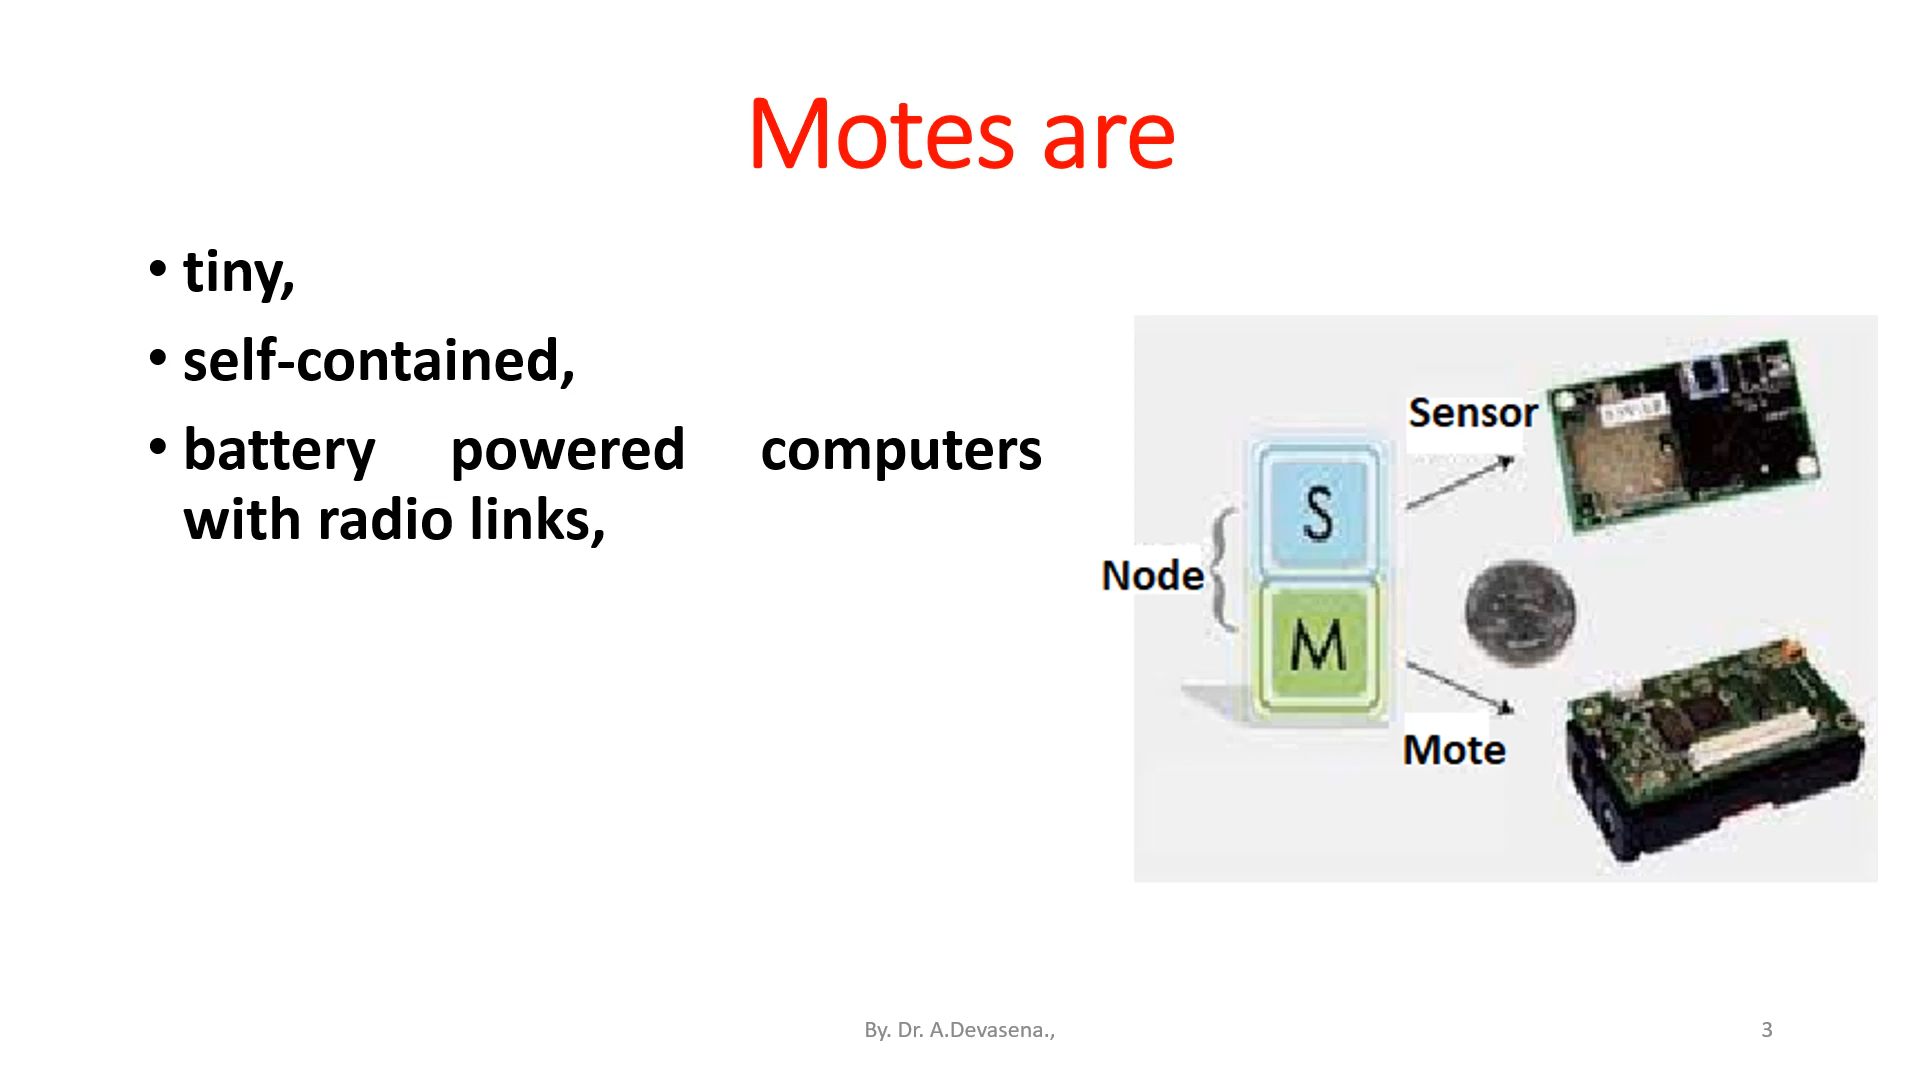 Motes are
• tiny,
• self-contained,
• battery powered computers
with radio links,
Sensor
S
Node
M
Mote
By. Dr. A.Devasena.,
3